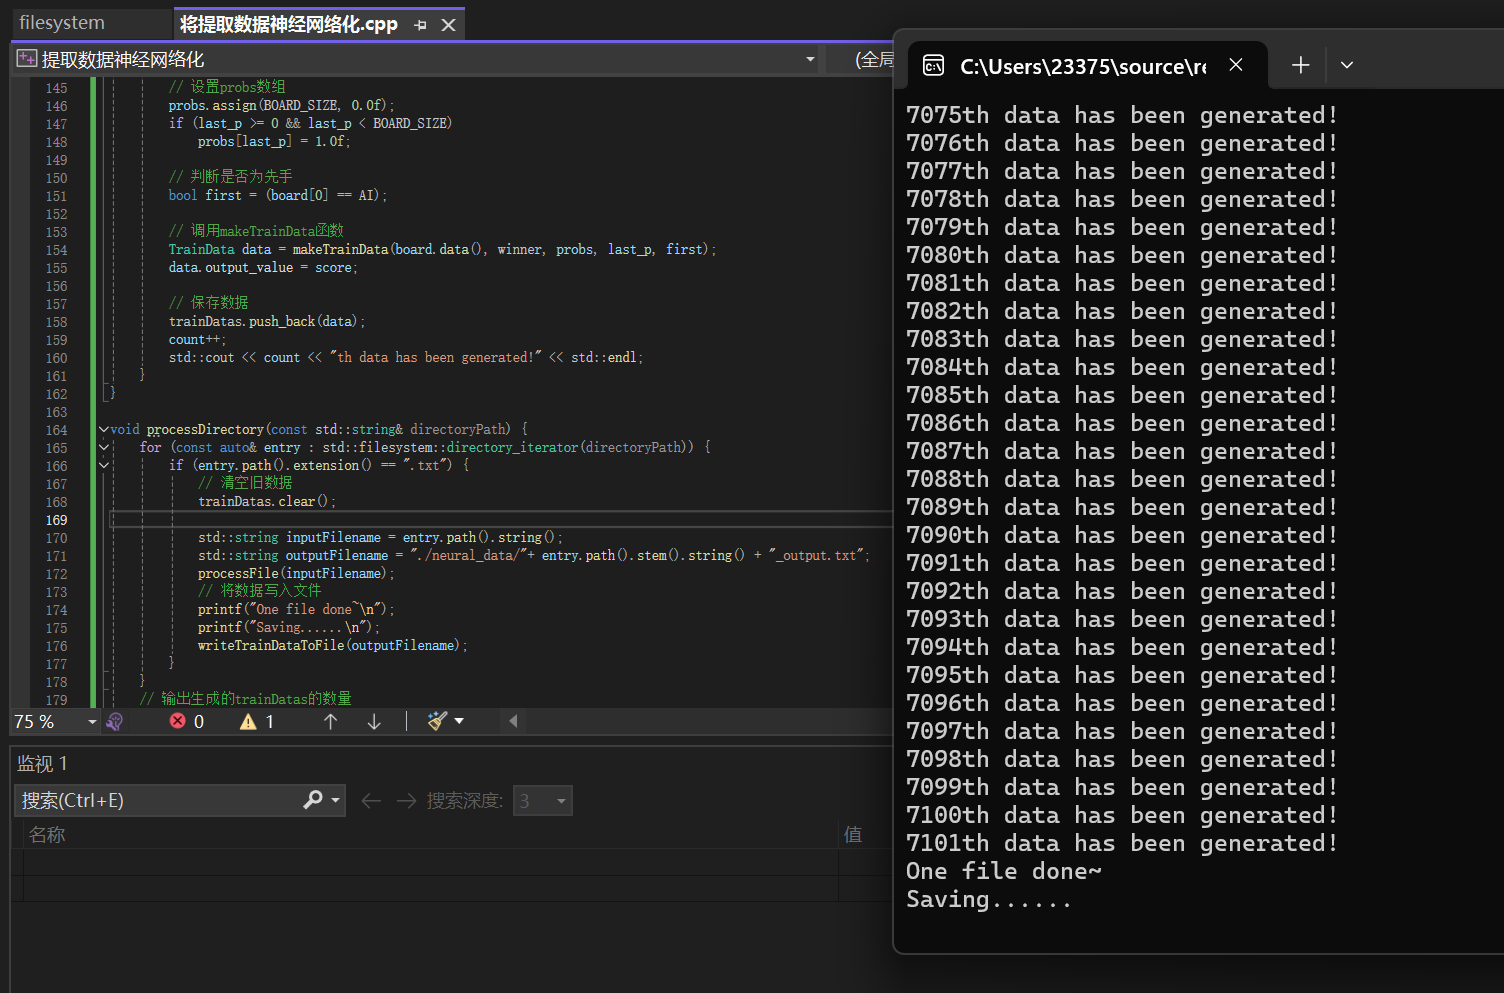 filesystem
将提取数据神经网络化.cpp
提取数据神经网络化
(全局
145 // 设置probs数组
146 probs.assign(BOARD_SIZE, 0.0f);
147 if (last_p >= 0 && last_p < BOARD_SIZE)
148 probs[last_p] = 1.0f;
149
150 // 判断是否为先手
151 bool first = (board[0] == AI);
152
153 // 调用makeTrainData函数
154 TrainData data = makeTrainData(board.data(), winner, probs, last_p, first);
155 data.output_value = score;
156
157 // 保存数据
158 trainDatas.push_back(data);
159 count++;
160 std::cout << count << "th data has been generated!" << std::endl;
161 }
162 }
163
164 void processDirectory(const std::string& directoryPath) {
165 for (const auto& entry : std::filesystem::directory_iterator(directoryPath)) {
166 if (entry.path().extension() == ".txt") {
167 // 清空旧数据
168 trainDatas.clear();
169
170 std::string inputFilename = entry.path().string();
171 std::string outputFilename = "./neural_data/"+ entry.path().stem().string() + "_output.txt";
172 processFile(inputFilename);
173 // 将数据写入文件
174 printf("One file done~\n");
175 printf("Saving......\n");
176 writeTrainDataToFile(outputFilename);
177 }
178 }
179 // 输出生成的trainDatas的数量
75 % 0 1
监视 1
搜索(Ctrl+E) 搜索深度: 3
名称 值
C:\Users\23375\source\re
7075th data has been generated!
7076th data has been generated!
7077th data has been generated!
7078th data has been generated!
7079th data has been generated!
7080th data has been generated!
7081th data has been generated!
7082th data has been generated!
7083th data has been generated!
7084th data has been generated!
7085th data has been generated!
7086th data has been generated!
7087th data has been generated!
7088th data has been generated!
7089th data has been generated!
7090th data has been generated!
7091th data has been generated!
7092th data has been generated!
7093th data has been generated!
7094th data has been generated!
7095th data has been generated!
7096th data has been generated!
7097th data has been generated!
7098th data has been generated!
7099th data has been generated!
7100th data has been generated!
7101th data has been generated!
One file done~
Saving......